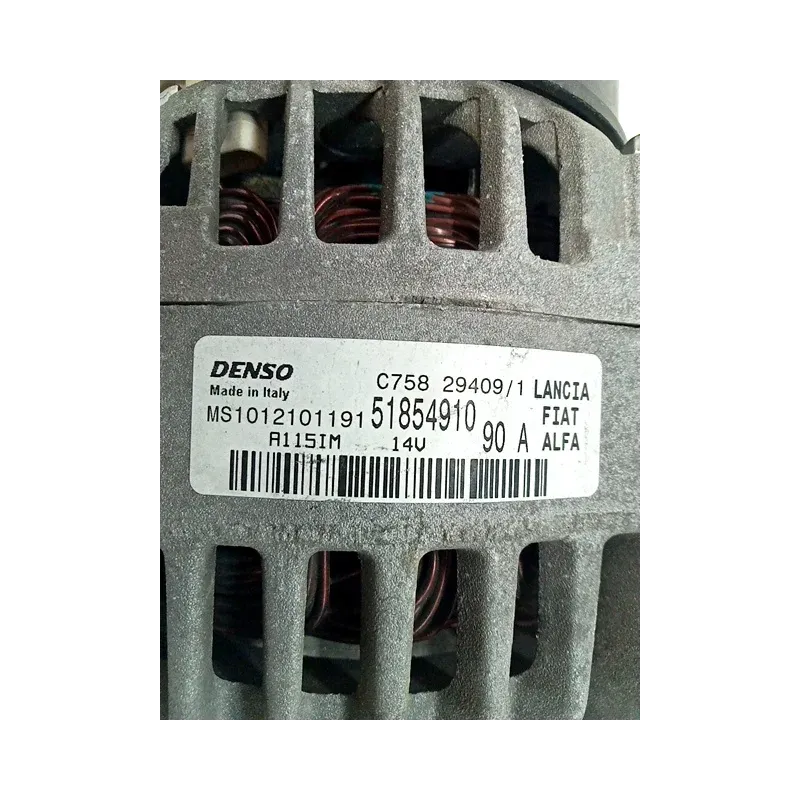 DENSO C758 29409/1 LANCIA
Made in Italy
MS1012101191 51854910 FIAT
A115IM 14V 90 A ALFA